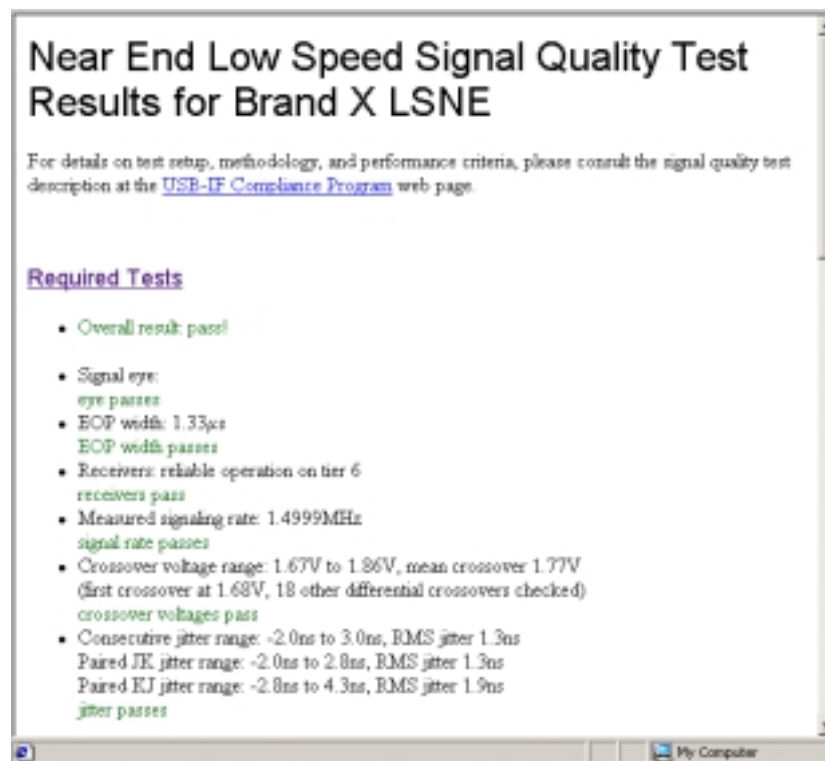 Near End Low Speed Signal Quality Test
Results for Brand X LSNE
For details on test setup, methodology, and performance criteria, please consult the signal quality test
description at the USB-IF Compliance Program web page.
Required Tests
• Overall result: pass!
• Signal eye:
eye passes
• EOP width: 1.33μs
EOP width passes
• Receivers: reliable operation on tier 6
receivers pass
• Measured signaling rate: 1.4999MHz
signal rate passes
• Crossover voltage range: 1.67V to 1.86V, mean crossover 1.77V
(first crossover at 1.68V, 18 other differential crossovers checked)
crossover voltages pass
• Consecutive jitter range: -2.0ns to 3.0ns, RMS jitter 1.3ns
Paired JK jitter range: -2.0ns to 2.8ns, RMS jitter 1.3ns
Paired KJ jitter range: -2.8ns to 4.3ns, RMS jitter 1.9ns
jitter passes
My Computer